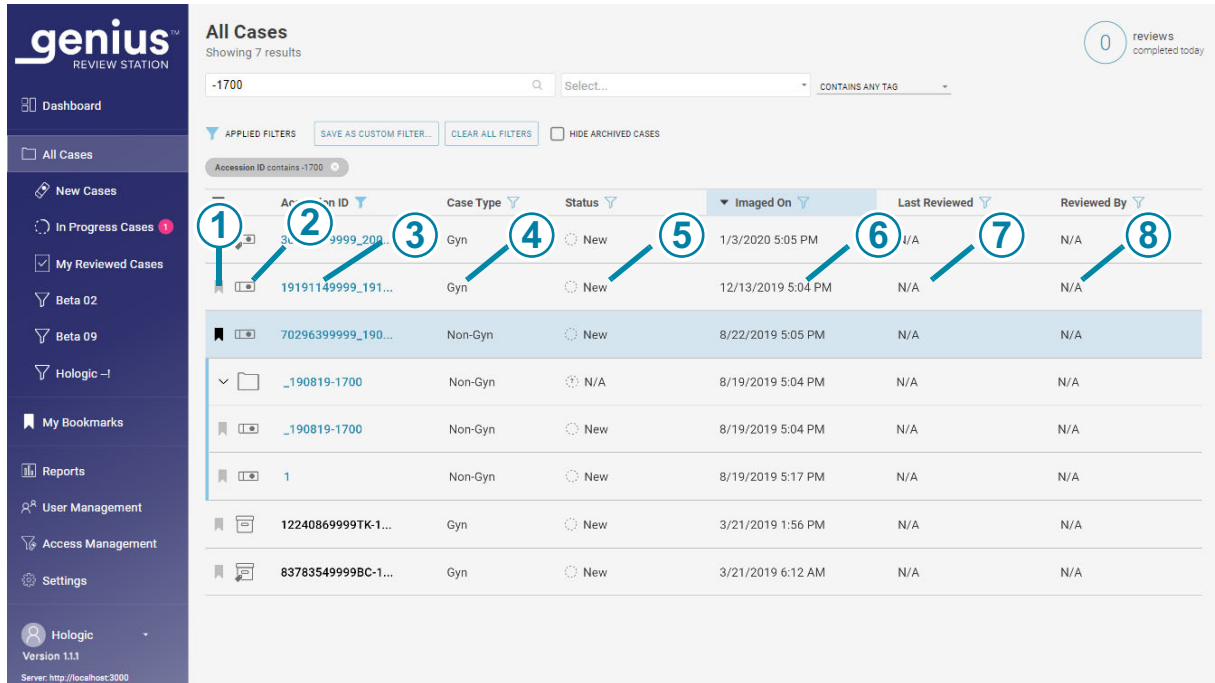 genius™
REVIEW STATION
Dashboard
All Cases
New Cases
In Progress Cases 1
My Reviewed Cases
Beta 02
Beta 09
Hologic –!
My Bookmarks
Reports
User Management
Access Management
Settings
Hologic
Version 1.1.1
Server: http://localhost:3000
All Cases
Showing 7 results
0 reviews
completed today
-1700 Select... CONTAINS ANY TAG
APPLIED FILTERS SAVE AS CUSTOM FILTER... CLEAR ALL FILTERS HIDE ARCHIVED CASES
Accession ID contains -1700
ID Case Type Status Imaged On Last Reviewed Reviewed By
1 2 3 4 5 6 7 8
Gyn New 1/3/2020 5:05 PM N/A N/A
19191149999_191... Gyn New 12/13/2019 5:04 PM N/A N/A
70296399999_190... Non-Gyn New 8/22/2019 5:05 PM N/A N/A
_190819-1700 Non-Gyn N/A 8/19/2019 5:04 PM N/A N/A
_190819-1700 Non-Gyn New 8/19/2019 5:04 PM N/A N/A
1 Non-Gyn New 8/19/2019 5:17 PM N/A N/A
12240869999TK-1... Gyn New 3/21/2019 1:56 PM N/A N/A
83783549999BC-1... Gyn New 3/21/2019 6:12 AM N/A N/A